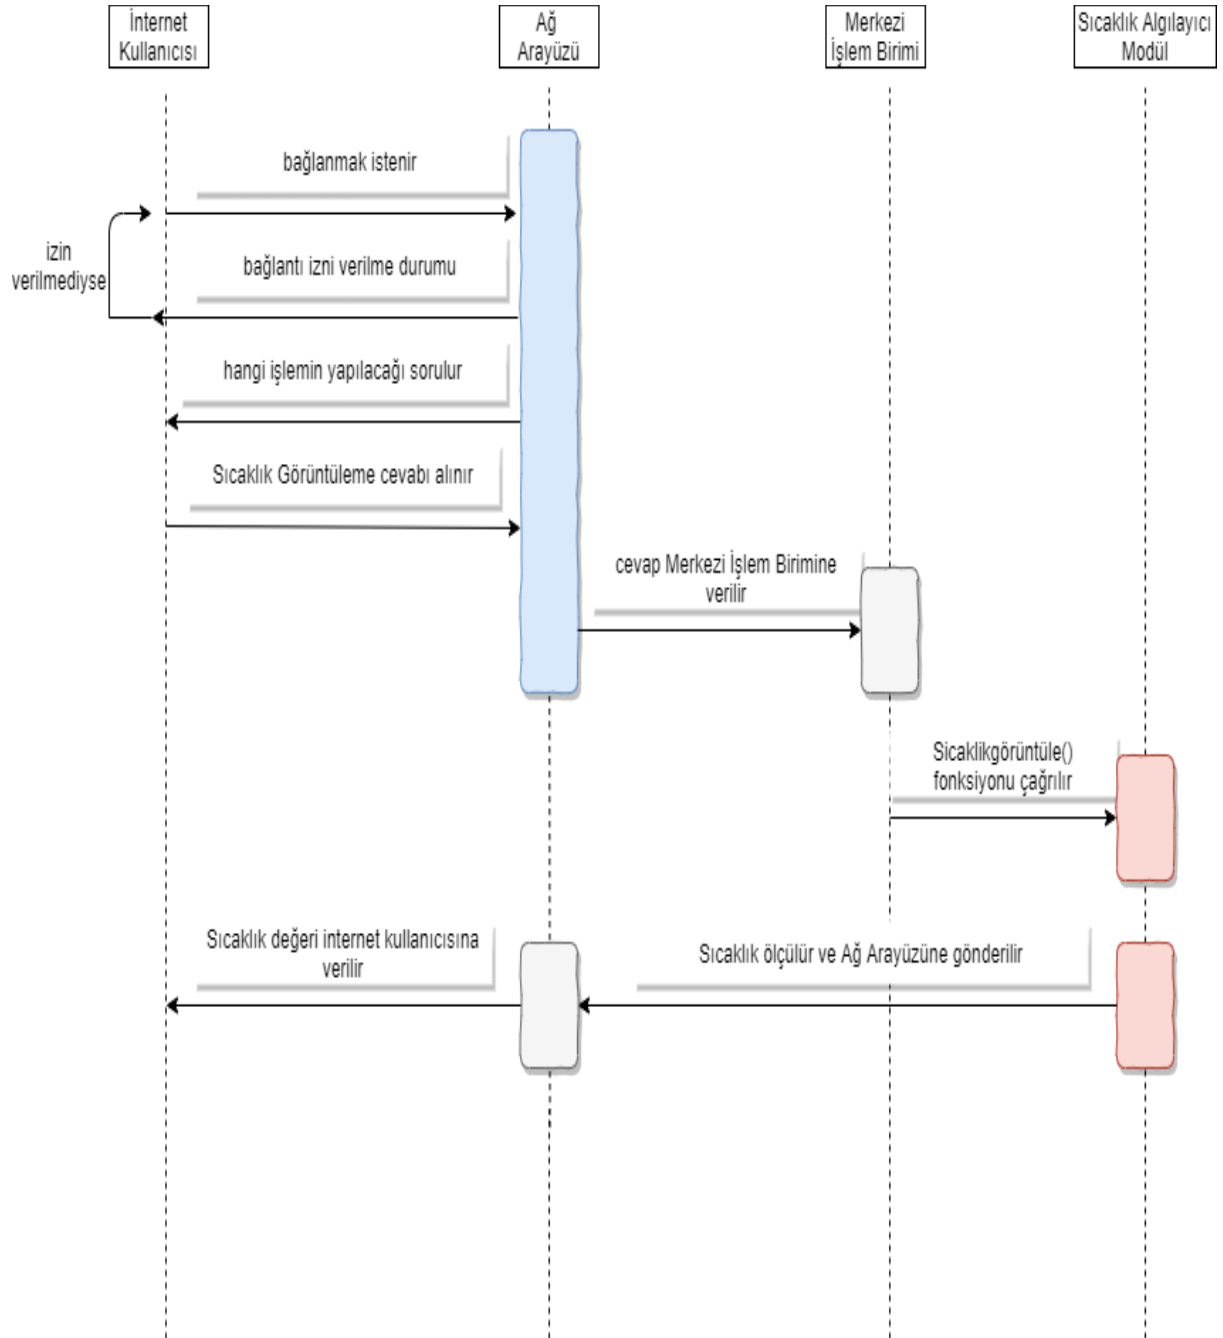 İnternet
Kullanıcısı
Ağ
Arayüzü
Merkezi
İşlem Birimi
Sıcaklık Algılayıcı
Modül
bağlanmak istenir
izin
verilmediyse
bağlantı izni verilme durumu
hangi işlemin yapılacağı sorulur
Sıcaklık Görüntüleme cevabı alınır
cevap Merkezi İşlem Birimine
verilir
Sicaklikgörüntüle()
fonksiyonu çağrılır
Sıcaklık değeri internet kullanıcısına
verilir
Sıcaklık ölçülür ve Ağ Arayüzüne gönderilir